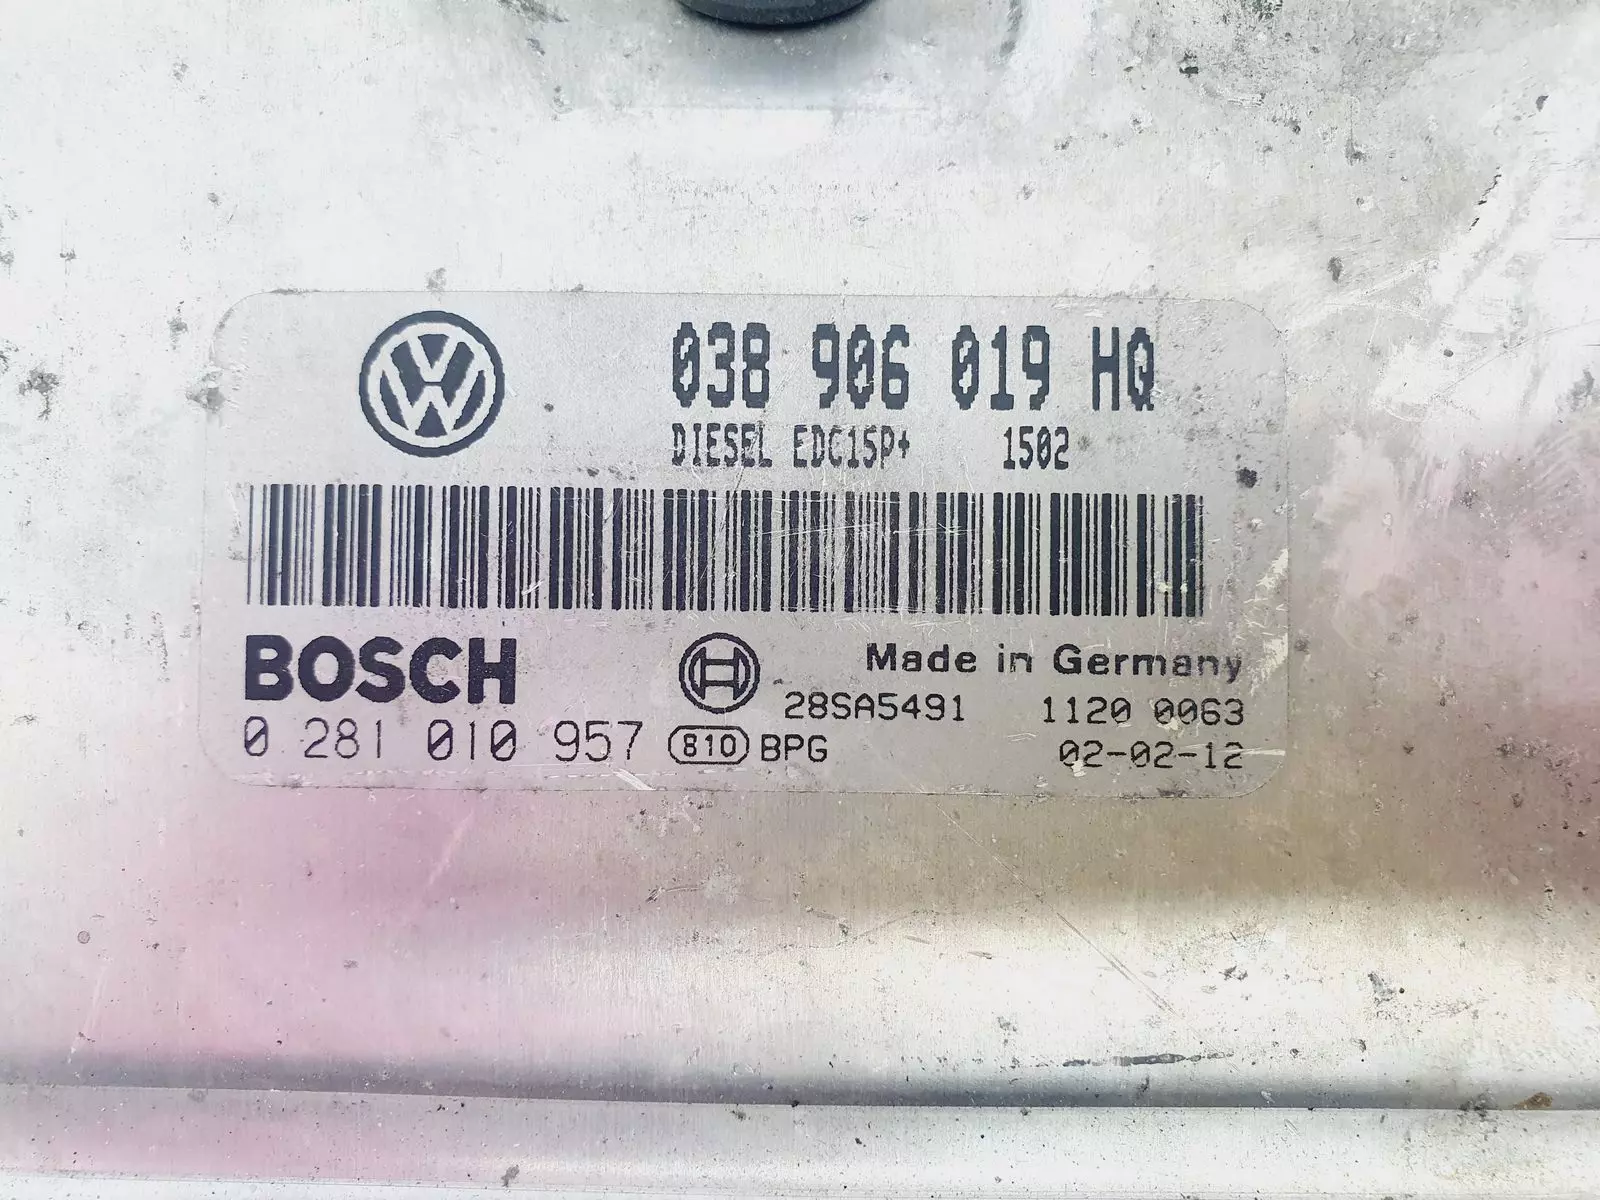 038 906 019 HQ
DIESEL EDC15P+ 1502
BOSCH
Made in Germany
28SA5491 1120 0063
0 281 010 957 810 BPG 02-02-12